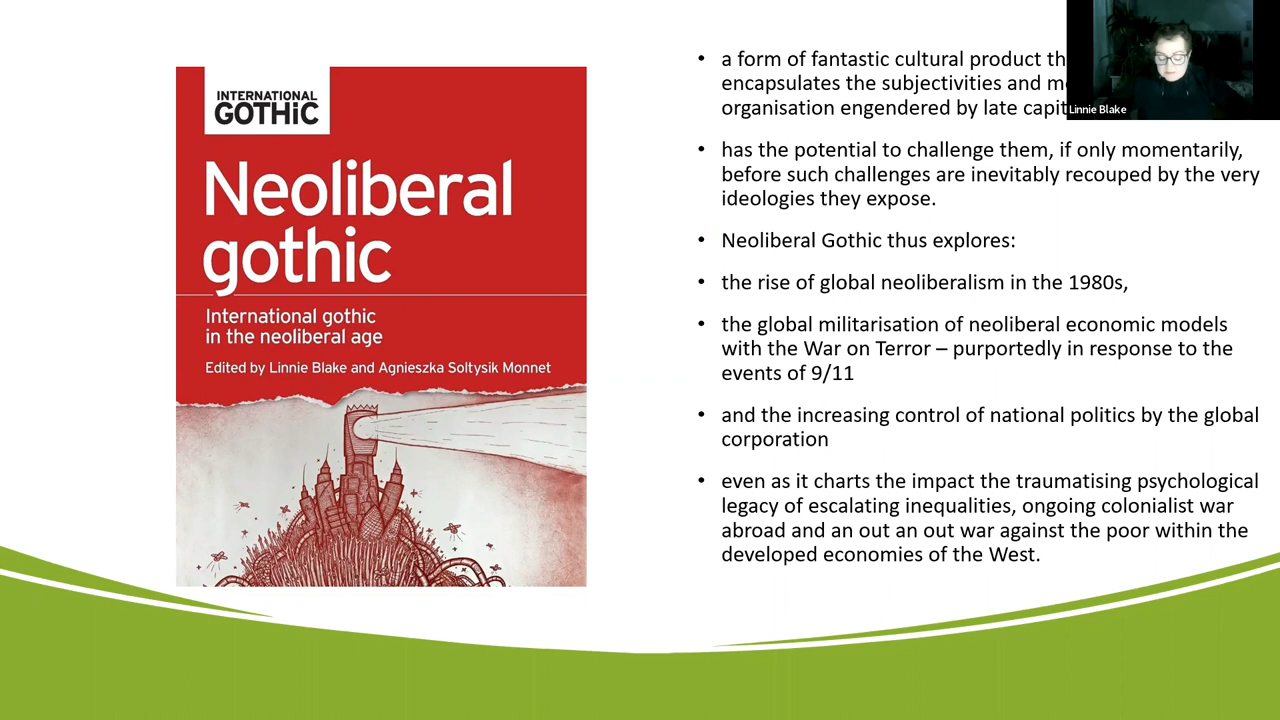 INTERNATIONAL
GOTHIC
Neoliberal
gothic
International gothic
in the neoliberal age
Edited by Linnie Blake and Agnieszka Soltysik Monnet
• a form of fantastic cultural product
encapsulates the subjectivities and
organisation engendered by late
• has the potential to challenge them, if only momentarily,
before such challenges are inevitably recouped by the very
ideologies they expose.
• Neoliberal Gothic thus explores:
• the rise of global neoliberalism in the 1980s,
• the global militarisation of neoliberal economic models
with the War on Terror – purportedly in response to the
events of 9/11
• and the increasing control of national politics by the global
corporation
• even as it charts the impact the traumatising psychological
legacy of escalating inequalities, ongoing colonialist war
abroad and an out an out war against the poor within the
developed economies of the West.
Linnie Blake